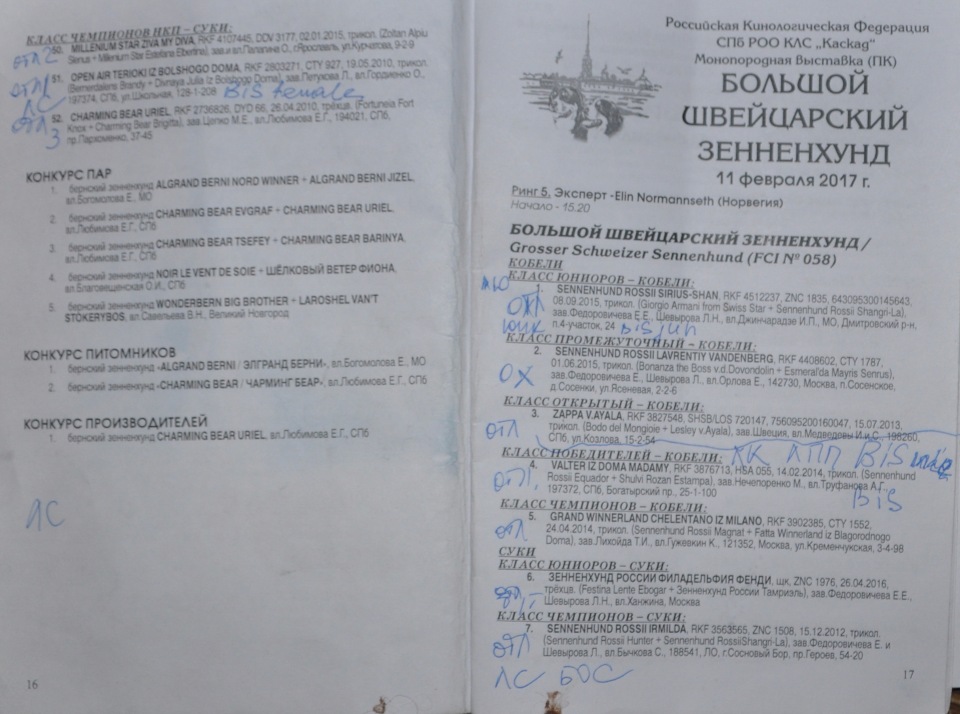 КЛАСС ЧЕМПИОНОВ НКП – СУКИ:
50. MILLENIUM STAR ZIVA MY DIVA, RKF 4107445, DDV 3177, 02.01.2015, трикол. (Zoltan Alpiu
Sienus + Millenium Star Estellana Ebertina), зав.и вл.Палагина О., г.Ярославль, ул.Курчатова, 9-2-9
ОТЛ 2
51. OPEN AIR TERIOKI IZ BOLSHOGO DOMA, RKF 2803271, CTY 927, 19.05.2010, трикол.
(Bernerdalens Brandy + Divnaya Julia Iz Bolshogo Doma), зав.Петухова Л., вл.Гордиенко О.,
197374, СПб, ул.Школьная, 128-1-208 BIS female
ОТЛ1
ЛС
52. CHARMING BEAR URIEL, RKF 2736826, DYD 66, 26.04.2010, трёхцв. (Fortuneia Fort
Knox + Charming Bear Brigitta), зав.Цепко М.Е., вл.Любимова Е.Г., 194021, СПб,
пр.Пархоменко, 37-45
ОТЛ
3
КОНКУРС ПАР
1. бернский зенненхунд ALGRAND BERNI NORD WINNER + ALGRAND BERNI JIZEL,
вл.Богомолова Е., МО
2. бернский зенненхунд CHARMING BEAR EVGRAF + CHARMING BEAR URIEL,
вл.Любимова Е.Г., СПб
3. бернский зенненхунд CHARMING BEAR TSEFEY + CHARMING BEAR BARINYA,
вл.Любимова Е.Г., СПб
4. бернский зенненхунд NOIR LE VENT DE SOIE + ШЁЛКОВЫЙ ВЕТЕР ФИОНА,
вл.Благовещенская О.И., СПб
5. бернский зенненхунд WONDERBERN BIG BROTHER + LAROSHEL VAN'T
STOKERYBOS, вл.Савельева В.Н., Великий Новгород
КОНКУРС ПИТОМНИКОВ
1. бернский зенненхунд «ALGRAND BERNI / ЭЛГРАНД БЕРНИ», вл.Богомолова Е., МО
2. бернский зенненхунд «CHARMING BEAR / ЧАРМИНГ БЕАР», вл.Любимова Е.Г., СПб
КОНКУРС ПРОИЗВОДИТЕЛЕЙ
1. бернский зенненхунд CHARMING BEAR URIEL, вл.Любимова Е.Г., СПб
ЛС
16
Российская Кинологическая Федерация
СПб РОО КЛС „Каскад"
Монопородная Выставка (ПК)
БОЛЬШОЙ
ШВЕЙЦАРСКИЙ
ЗЕННЕНХУНД
11 февраля 2017 г.
Ринг 5. Эксперт -Elin Normannseth (Норвегия)
Начало - 15.20
БОЛЬШОЙ ШВЕЙЦАРСКИЙ ЗЕННЕНХУНД /
Grosser Schweizer Sennenhund (FCI № 058)
КОБЕЛИ
КЛАСС ЮНИОРОВ – КОБЕЛИ:
1. SENNENHUND ROSSII SIRIUS-SHAN, RKF 4512237, ZNC 1835, 643095300145643,
08.09.2015, трикол. (Giorgio Armani from Swiss Star + Sennenhund Rossii Shangri-La),
зав.Федоровичева Е.Е., Шевырова Л.Н., вл.Джинчарадзе И.П., МО, Дмитровский р-н,
п.4-участок, 24 BIS jun
ОТЛ
ЮКК
КЛАСС ПРОМЕЖУТОЧНЫЙ – КОБЕЛИ:
2. SENNENHUND ROSSII LAVRENTIY VANDENBERG, RKF 4408602, CTY 1787,
01.06.2015, трикол. (Bonanza the Boss v.d.Dovondolin + Esmeral'da Mayris Senrus),
зав.Федоровичева Е., Шевырова Л., вл.Орлова Е., 142730, Москва, п.Сосенское,
д.Сосенки, ул.Ясеневая, 2-2-6
ОХ
КЛАСС ОТКРЫТЫЙ – КОБЕЛИ:
3. ZAPPA V.AYALA, RKF 3827548, SHSB/LOS 720147, 756095200160047, 15.07.2013,
трикол. (Bodo del Mongioie + Lesley v.Ayala), зав.Швеция, вл.Медведовы И.и С., 198260,
СПб, ул.Козлова, 15-2-54
ОТЛ
ЛК ЛПП BIS male
КЛАСС ПОБЕДИТЕЛЕЙ – КОБЕЛИ:
4. VALTER IZ DOMA MADAMY, RKF 3876713, HSA 055, 14.02.2014, трикол. (Sennenhund
Rossii Equador + Shulvi Rozan Estampa), зав.Нечепоренко М., вл.Труфанова А.Г.,
197372, СПб, Богатырский пр., 25-1-100
ОТЛ.
BIS
КЛАСС ЧЕМПИОНОВ – КОБЕЛИ:
5. GRAND WINNERLAND CHELENTANO IZ MILANO, RKF 3902385, CTY 1552,
24.04.2014, трикол. (Sennenhund Rossii Magnat + Fatta Winnerland iz Blagorodnogo
Doma), зав.Лихойда Т.И., вл.Гужевкин К., 121352, Москва, ул.Кременчукская, 3-4-98
ОТЛ
СУКИ
КЛАСС ЮНИОРОВ – СУКИ:
6. ЗЕННЕНХУНД РОССИИ ФИЛАДЕЛЬФИЯ ФЕНДИ, щк, ZNC 1976, 26.04.2016,
трёхцв. (Festina Lente Ebogar + Зенненхунд России Тамриэль), зав.Федоровичева Е.Е.,
Шевырова Л.Н., вл.Ханжина, Москва
КЛАСС ЧЕМПИОНОВ – СУКИ:
7. SENNENHUND ROSSII IRMILDA, RKF 3563565, ZNC 1508, 15.12.2012, трикол.
(Sennenhund Rossii Hunter + Sennenhund RossiiShangri-La), зав.Федоровичева Е. и
Шевырова Л., вл.Бычкова С., 188541, ЛО, г.Сосновый Бор, пр.Героев, 54-20
ОТЛ
ЛС БОС
17